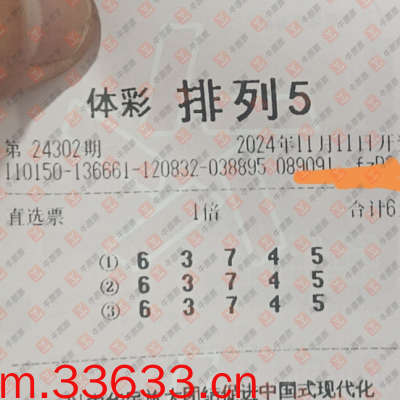 体彩 排列5
第 24302期 2024年11月11日开
110150-136661-120832-038895 089091
直选票 1倍 合计6
① 6 3 7 4 5
② 6 3 7 4 5
③ 6 3 7 4 5
中国式现代化
m.33633.cn